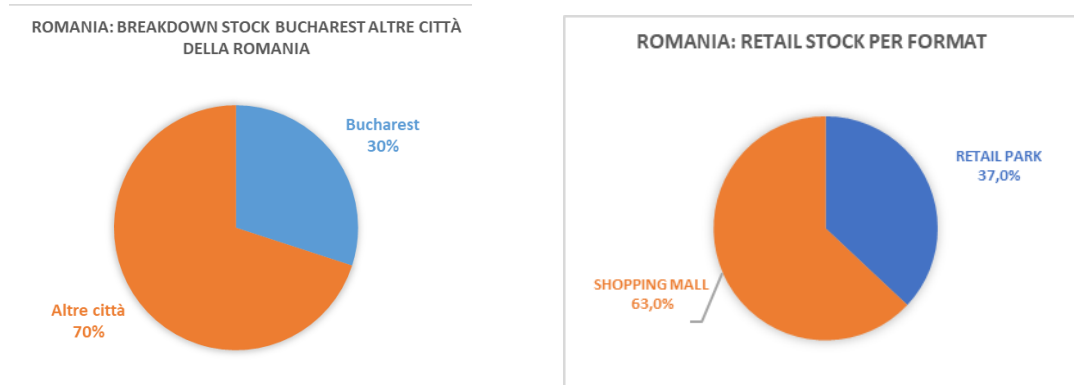 ROMANIA: BREAKDOWN STOCK BUCHAREST ALTRE CITTÀ
DELLA ROMANIA
Bucharest
30%
Altre città
70%
ROMANIA: RETAIL STOCK PER FORMAT
RETAIL PARK
37,0%
SHOPPING MALL
63,0%